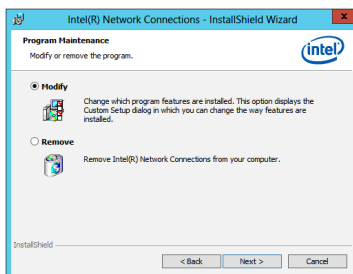 Intel(R) Network Connections - InstallShield Wizard
x
Program Maintenance
Modify or remove the program.
(intel)
Modify
Change which program features are installed. This option displays the
Custom Setup dialog in which you can change the way features are
installed.
Remove
Remove Intel(R) Network Connections from your computer.
InstallShield
< Back
Next >
Cancel